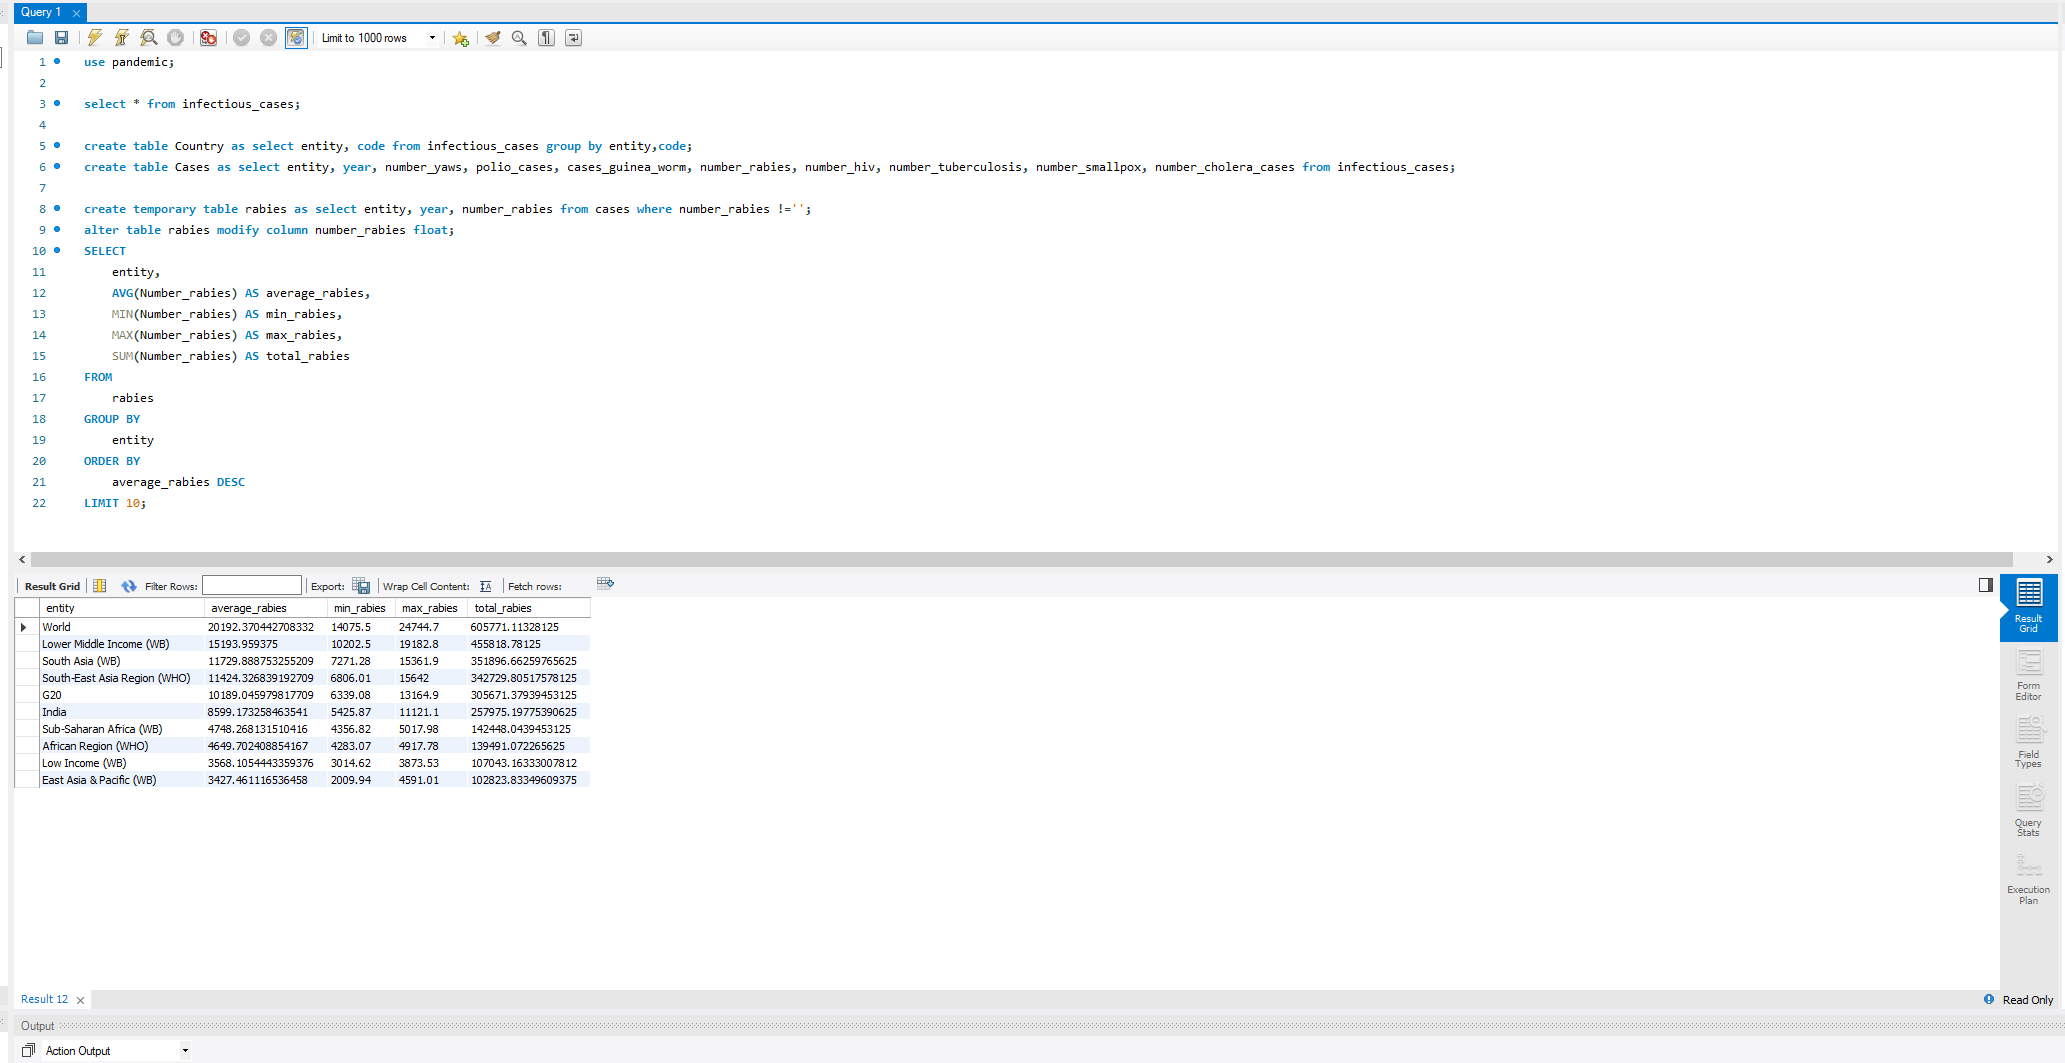 Query 1
Limit to 1000 rows
1 use pandemic;
2
3 select * from infectious_cases;
4
5 create table Country as select entity, code from infectious_cases group by entity,code;
6 create table Cases as select entity, year, number_yaws, polio_cases, cases_guinea_worm, number_rabies, number_hiv, number_tuberculosis, number_smallpox, number_cholera_cases from infectious_cases;
7
8 create temporary table rabies as select entity, year, number_rabies from cases where number_rabies !='';
9 alter table rabies modify column number_rabies float;
10 SELECT
11 entity,
12 AVG(Number_rabies) AS average_rabies,
13 MIN(Number_rabies) AS min_rabies,
14 MAX(Number_rabies) AS max_rabies,
15 SUM(Number_rabies) AS total_rabies
16 FROM
17 rabies
18 GROUP BY
19 entity
20 ORDER BY
21 average_rabies DESC
22 LIMIT 10;
Result Grid Filter Rows: Export: Wrap Cell Content: Fetch rows:
entity average_rabies min_rabies max_rabies total_rabies
World 20192.370442708332 14075.5 24744.7 605771.11328125
Lower Middle Income (WB) 15193.959375 10202.5 19182.8 455818.78125
South Asia (WB) 11729.888753255209 7271.28 15361.9 351896.66259765625
South-East Asia Region (WHO) 11424.326839192709 6806.01 15642 342729.80517578125
G20 10189.045979817709 6339.08 13164.9 305671.37939453125
India 8599.173258463541 5425.87 11121.1 257975.19775390625
Sub-Saharan Africa (WB) 4748.268131510416 4356.82 5017.98 142448.0439453125
African Region (WHO) 4649.702408854167 4283.07 4917.78 139491.072265625
Low Income (WB) 3568.1054443359376 3014.62 3873.53 107043.16333007812
East Asia & Pacific (WB) 3427.461116536458 2009.94 4591.01 102823.83349609375
Result
Grid
Form
Editor
Field
Types
Query
Stats
Execution
Plan
Result 12
Read Only
Output
Action Output